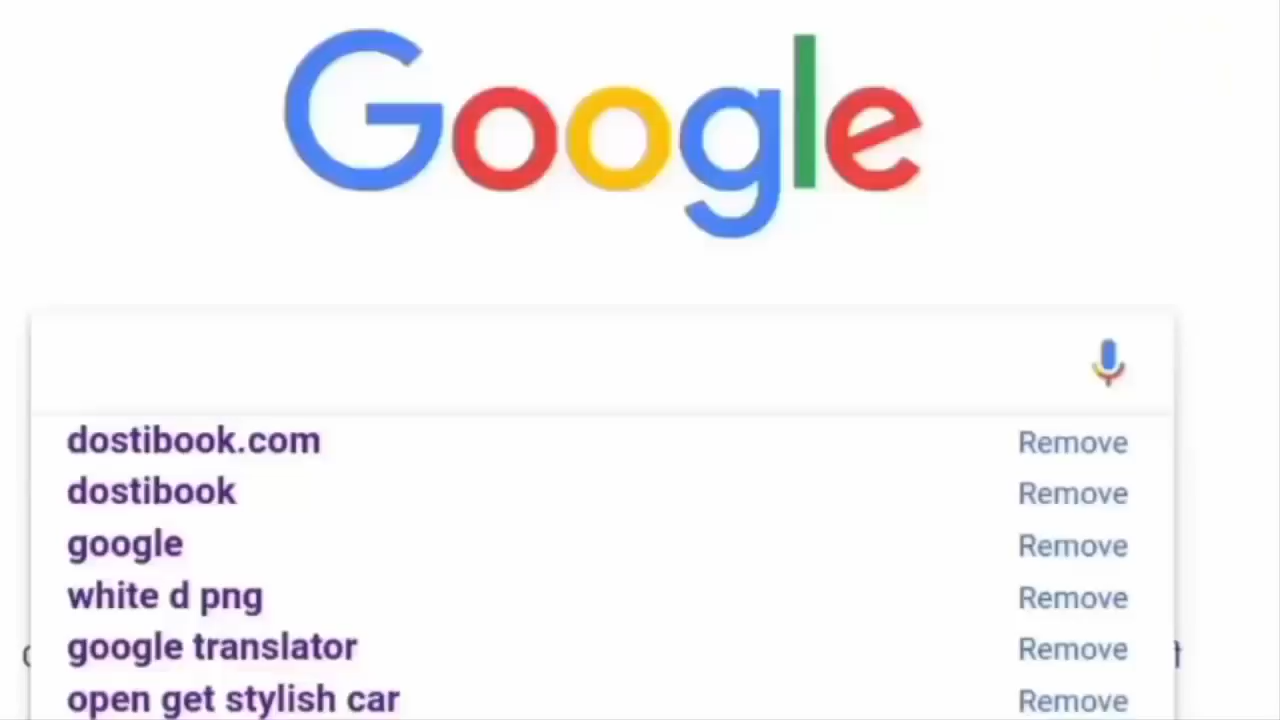 Google
dostibook.com Remove
dostibook Remove
google Remove
white d png Remove
google translator Remove
open get stylish car Remove